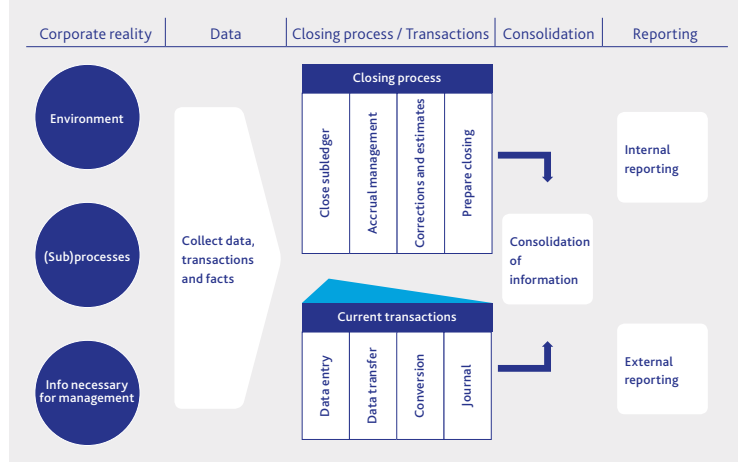 Corporate reality
Data
Closing process / Transactions
Consolidation
Reporting
Environment
(Sub)processes
Info necessary
for management
Collect data,
transactions
and facts
Closing process
Close subledger
Accrual management
Corrections and estimates
Prepare closing
Current transactions
Data entry
Data transfer
Conversion
Journal
Consolidation
of
information
Internal
reporting
External
reporting